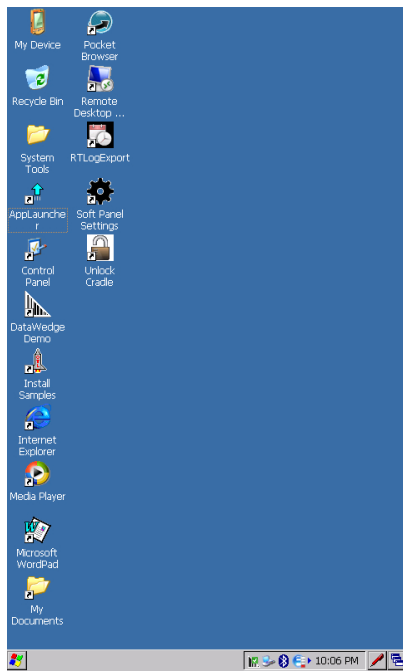 My Device
Pocket
Browser
Recycle Bin
Remote
Desktop ...
System
Tools
RTLogExport
AppLaunche
r
Soft Panel
Settings
Control
Panel
Unlock
Cradle
DataWedge
Demo
Install
Samples
Internet
Explorer
Media Player
Microsoft
WordPad
My
Documents
10:06 PM